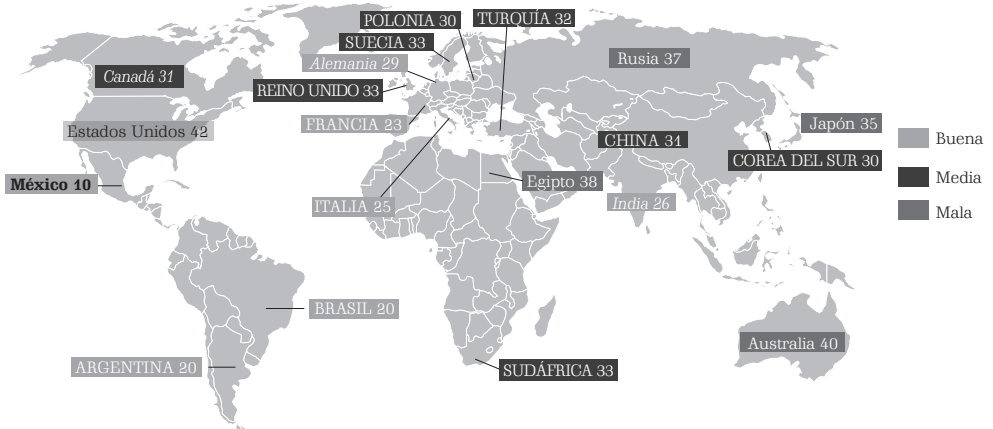 POLONIA 30
TURQUÍA 32
SUECIA 33
Alemania 29
Rusia 37
Canadá 31
REINO UNIDO 33
FRANCIA 23
Japón 35
Estados Unidos 42
CHINA 31
COREA DEL SUR 30
México 10
Egipto 38
ITALIA 25
India 26
BRASIL 20
Australia 40
ARGENTINA 20
SUDÁFRICA 33
Buena
Media
Mala